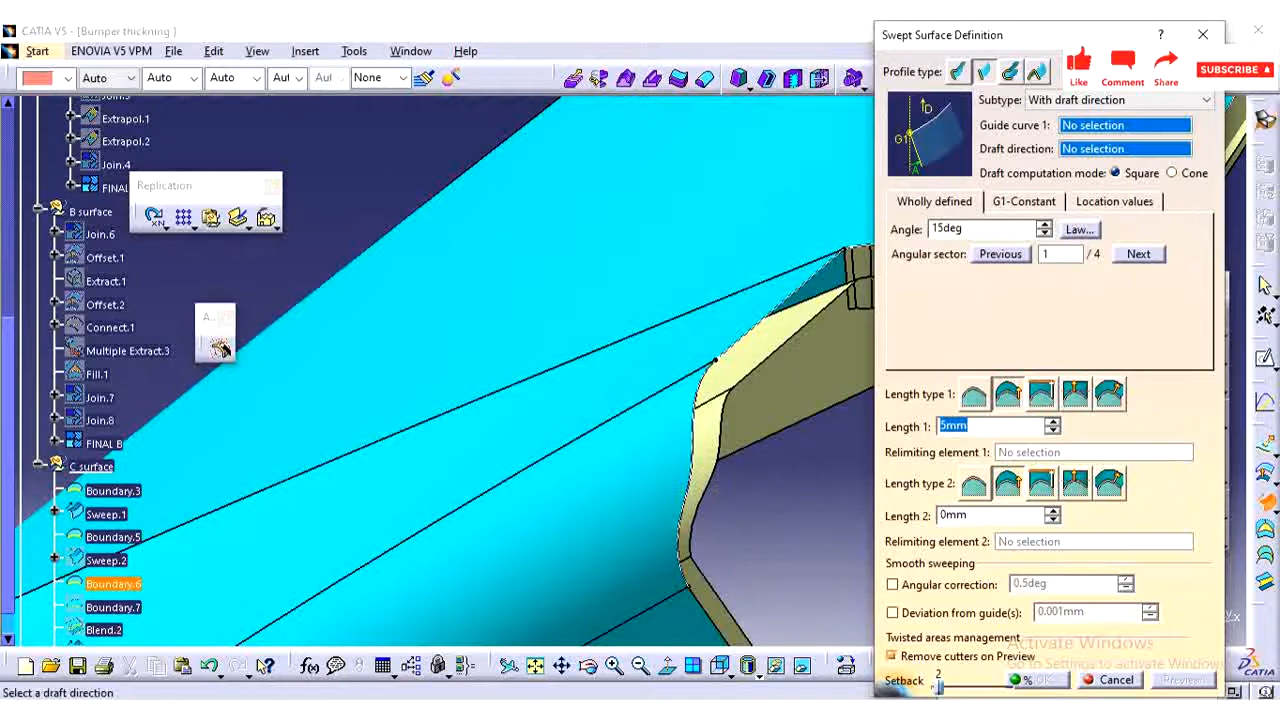 CATIA V5 - [Bumper thickning ]
Start ENOVIA V5 VPM File Edit View Insert Tools Window Help
Auto Auto Auto Aul Aul None
Extrapol.1
Extrapol.2
Join.4
FINAL
Replication
B surface
Join.6
Offset.1
Extract.1
Offset.2
Connect.1
Multiple Extract.3
Fill.1
Join.7
Join.8
FINAL B
A...
C surface
Boundary.3
Sweep.1
Boundary.5
Sweep.2
Boundary.6
Boundary.7
Blend.2
Select a draft direction
Swept Surface Definition ?
Profile type:
Like Comment Share SUBSCRIBE
Subtype: With draft direction
Guide curve 1: No selection
Draft direction: No selection
Draft computation mode: Square Cone
D
G1
A
Wholly defined G1-Constant Location values
Angle: 15deg Law...
Angular sector: Previous 1 / 4 Next
Length type 1:
Length 1: 5mm
Relimiting element 1: No selection
Length type 2:
Length 2: 0mm
Relimiting element 2: No selection
Smooth sweeping
Angular correction: 0.5deg
Deviation from guide(s): 0.001mm
Twisted areas management
Activate Windows
Remove cutters on Preview
Go to Settings to activate Windows
Setback 2 % OK Cancel Preview
CATIA